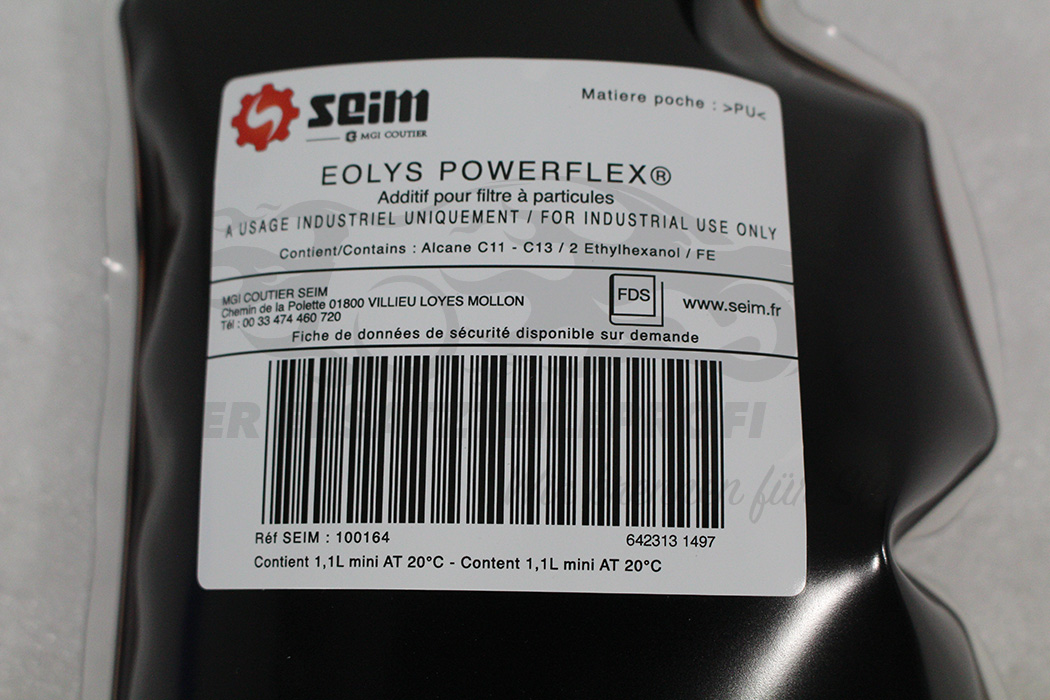 seim
MGI COUTIER
Matiere poche : >PU<
EOLYS POWERFLEX®
Additif pour filtre à particules
A USAGE INDUSTRIEL UNIQUEMENT / FOR INDUSTRIAL USE ONLY
Contient/Contains : Alcane C11 - C13 / 2 Ethylhexanol / FE
MGI COUTIER SEIM
Chemin de la Polette 01800 VILLIEU LOYES MOLLON
Tél : 00 33 474 460 720
FDS
www.seim.fr
Fiche de données de sécurité disponible sur demande
Réf SEIM : 100164
642313 1497
Contient 1,1L mini AT 20°C - Content 1,1L mini AT 20°C